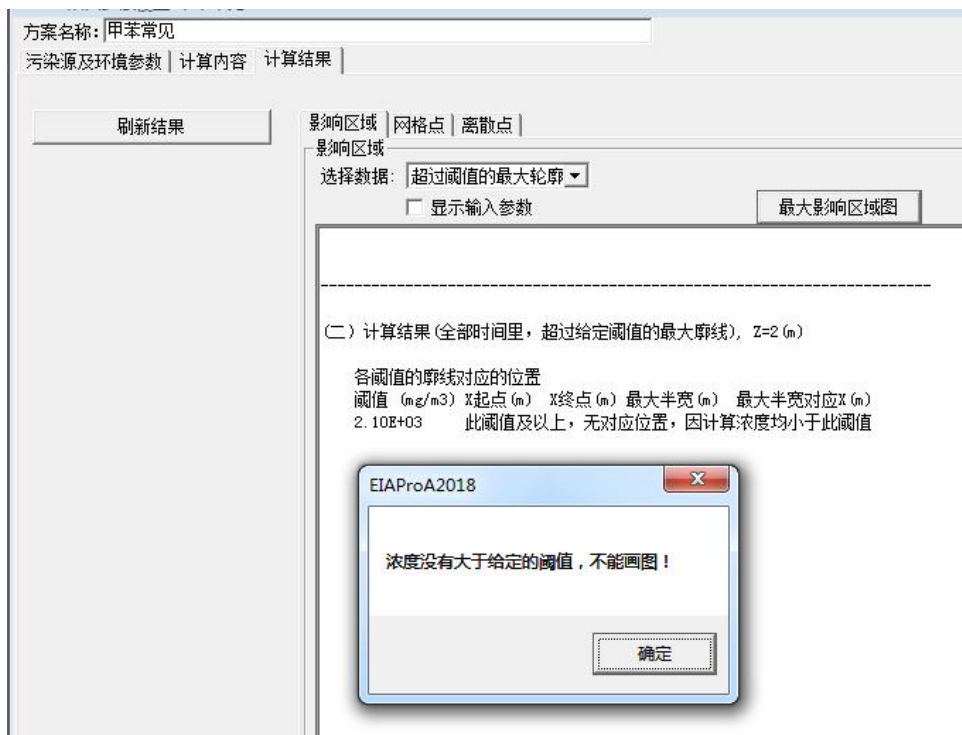 方案名称: 甲苯常见
污染源及环境参数 计算内容 计算结果
刷新结果
影响区域 网格点 离散点
影响区域
选择数据: 超过阈值的最大轮廓
显示输入参数
最大影响区域图
--------------------------------------------------------------
(二) 计算结果(全部时间里，超过给定阈值的最大廓线), Z=2(m)
各阈值的廓线对应的位置
阈值 (mg/m3) X起点(m) X终点(m) 最大半宽(m) 最大半宽对应X(m)
2.10E+03 此阈值及以上，无对应位置，因计算浓度均小于此阈值
EIAProA2018
浓度没有大于给定的阈值，不能画图！
确定